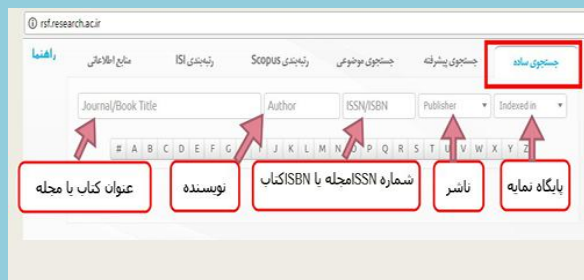 rsf.research.ac.ir
جستجوی ساده جستجوی پیشرفته جستجوی موضوعی رتبه‌بندی Scopus رتبه‌بندی ISI منابع اطلاعاتی راهنما
Journal/Book Title Author ISSN/ISBN Publisher Indexed in
# A B C D E F G J K L M N O P Q R S T U V W X Y Z
عنوان کتاب یا مجله
نویسنده
شماره ISSNمجله یا ISBNکتاب
ناشر
پایگاه نمایه